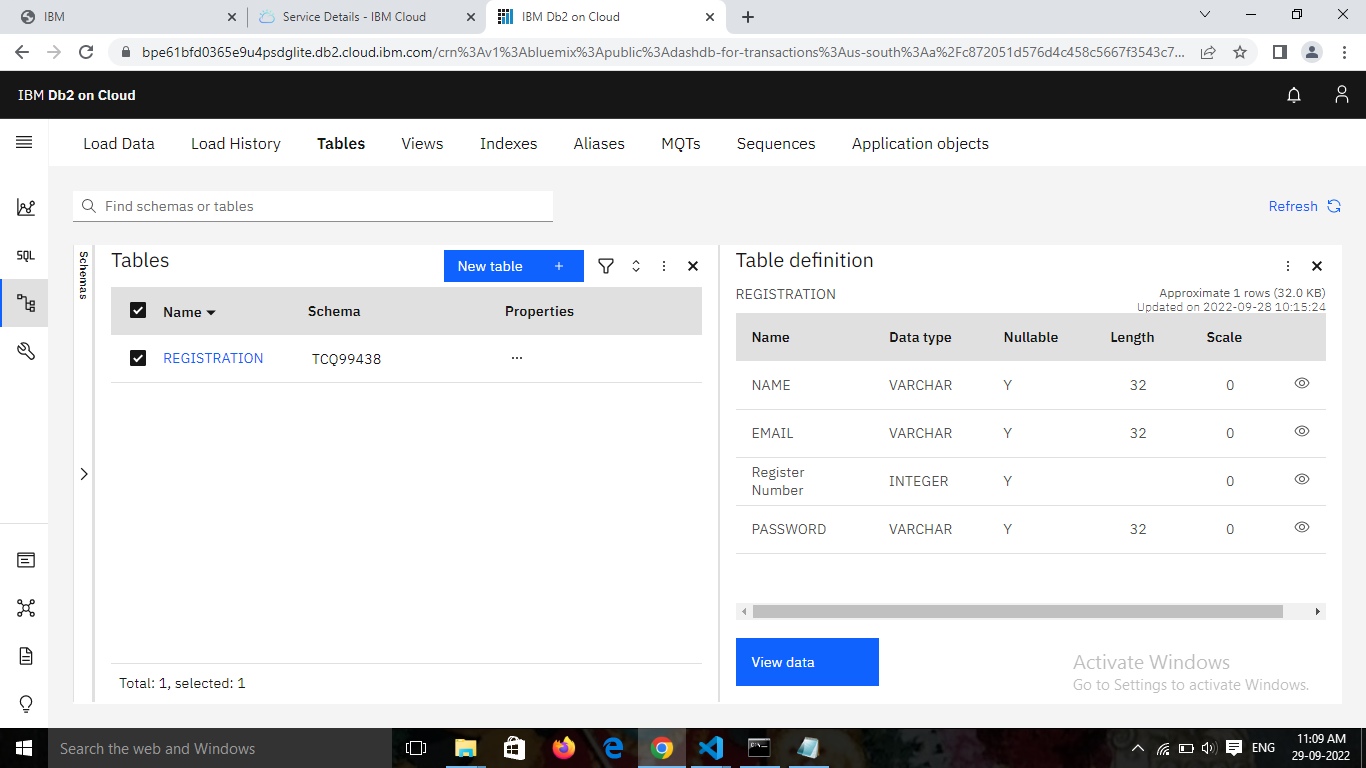 IBM
Service Details - IBM Cloud
IBM Db2 on Cloud
bpe61bfd0365e9u4psdglite.db2.cloud.ibm.com/crn%3Av1%3Abluemix%3Apublic%3Adashdb-for-transactions%3Aus-south%3Aa%2Fc872051d576d4c458c5667f3543c7...
IBM Db2 on Cloud
Load Data Load History Tables Views Indexes Aliases MQTs Sequences Application objects
SQL
Find schemas or tables
Refresh
Schemas
Tables
New table +
Name Schema Properties
REGISTRATION TCQ99438 ...
Total: 1, selected: 1
Table definition
REGISTRATION
Approximate 1 rows (32.0 KB)
Updated on 2022-09-28 10:15:24
Name Data type Nullable Length Scale
NAME VARCHAR Y 32 0
EMAIL VARCHAR Y 32 0
Register Number INTEGER Y 0
PASSWORD VARCHAR Y 32 0
View data
Activate Windows
Go to Settings to activate Windows.
Search the web and Windows
ENG
11:09 AM
29-09-2022